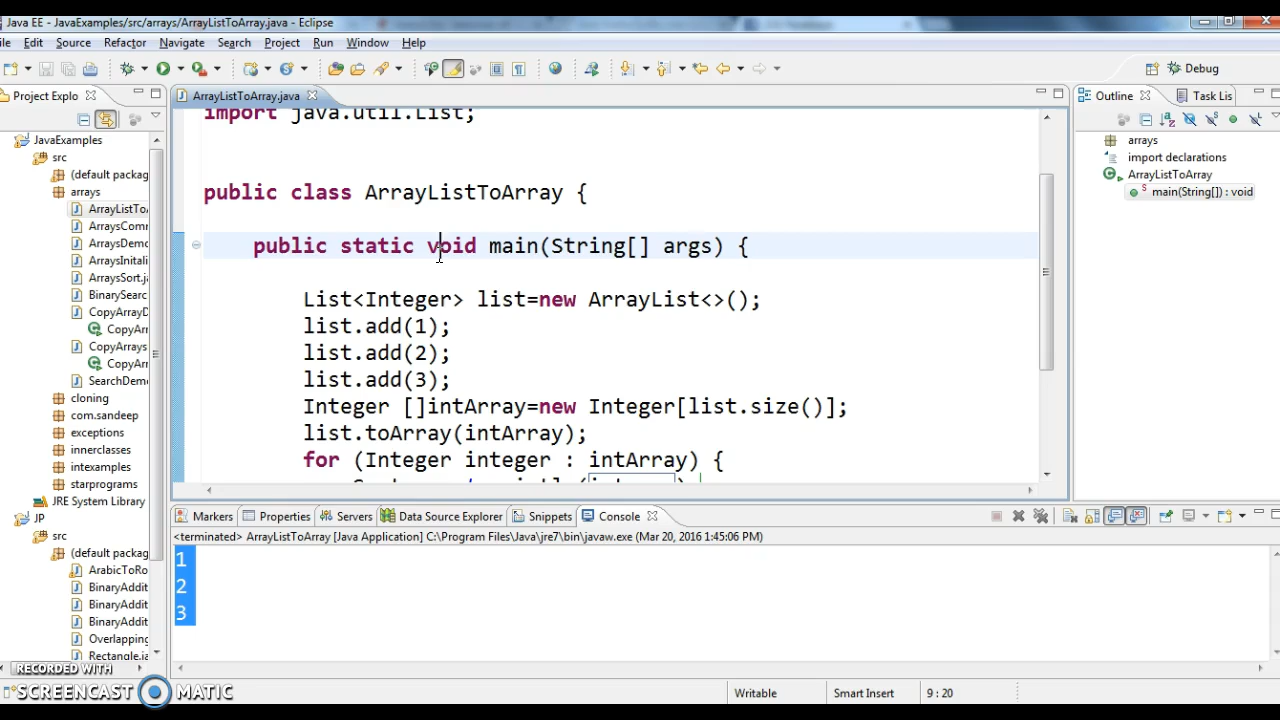 Java EE - JavaExamples/src/arrays/ArrayListToArray.java - Eclipse
ile Edit Source Refactor Navigate Search Project Run Window Help
Debug
Project Explo
ArrayListToArray.java
Outline Task Lis
JavaExamples
src
(default packag
arrays
ArrayListToA
ArraysComm
ArraysDemo
ArraysInitali
ArraysSort.j
BinarySearc
CopyArrayD
CopyArr
CopyArrays
CopyArr
SearchDemo
cloning
com.sandeep
exceptions
innerclasses
intexamples
starprograms
JRE System Library
JP
src
(default packag
ArabicToRo
BinaryAddit
BinaryAddit
BinaryAddit
Overlapping
Rectangle.ja
import java.util.List;
public class ArrayListToArray {
public static void main(String[] args) {
List<Integer> list=new ArrayList<>();
list.add(1);
list.add(2);
list.add(3);
Integer []intArray=new Integer[list.size()];
list.toArray(intArray);
for (Integer integer : intArray) {
arrays
import declarations
ArrayListToArray
main(String[]) : void
Markers Properties Servers Data Source Explorer Snippets Console
<terminated> ArrayListToArray [Java Application] C:\Program Files\Java\jre7\bin\javaw.exe (Mar 20, 2016 1:45:06 PM)
1
2
3
RECORDED WITH
SCREENCAST MATIC
Writable Smart Insert 9 : 20